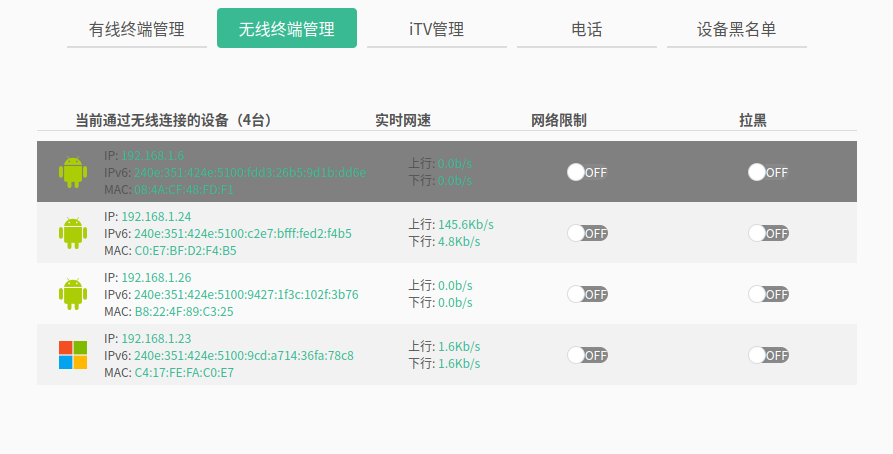 有线终端管理 无线终端管理 iTV管理 电话 设备黑名单
当前通过无线连接的设备（4台） 实时网速 网络限制 拉黑
IP: 192.168.1.6
IPv6: 240e:351:424e:5100:fdd3:26b5:9d1b:dd6e
MAC: 08:4A:CF:48:FD:F1
上行: 0.0b/s
下行: 0.0b/s
OFF OFF
IP: 192.168.1.24
IPv6: 240e:351:424e:5100:c2e7:bfff:fed2:f4b5
MAC: C0:E7:BF:D2:F4:B5
上行: 145.6Kb/s
下行: 4.8Kb/s
OFF OFF
IP: 192.168.1.26
IPv6: 240e:351:424e:5100:9427:1f3c:102f:3b76
MAC: B8:22:4F:89:C3:25
上行: 0.0b/s
下行: 0.0b/s
OFF OFF
IP: 192.168.1.23
IPv6: 240e:351:424e:5100:9cd:a714:36fa:78c8
MAC: C4:17:FE:FA:C0:E7
上行: 1.6Kb/s
下行: 1.6Kb/s
OFF OFF